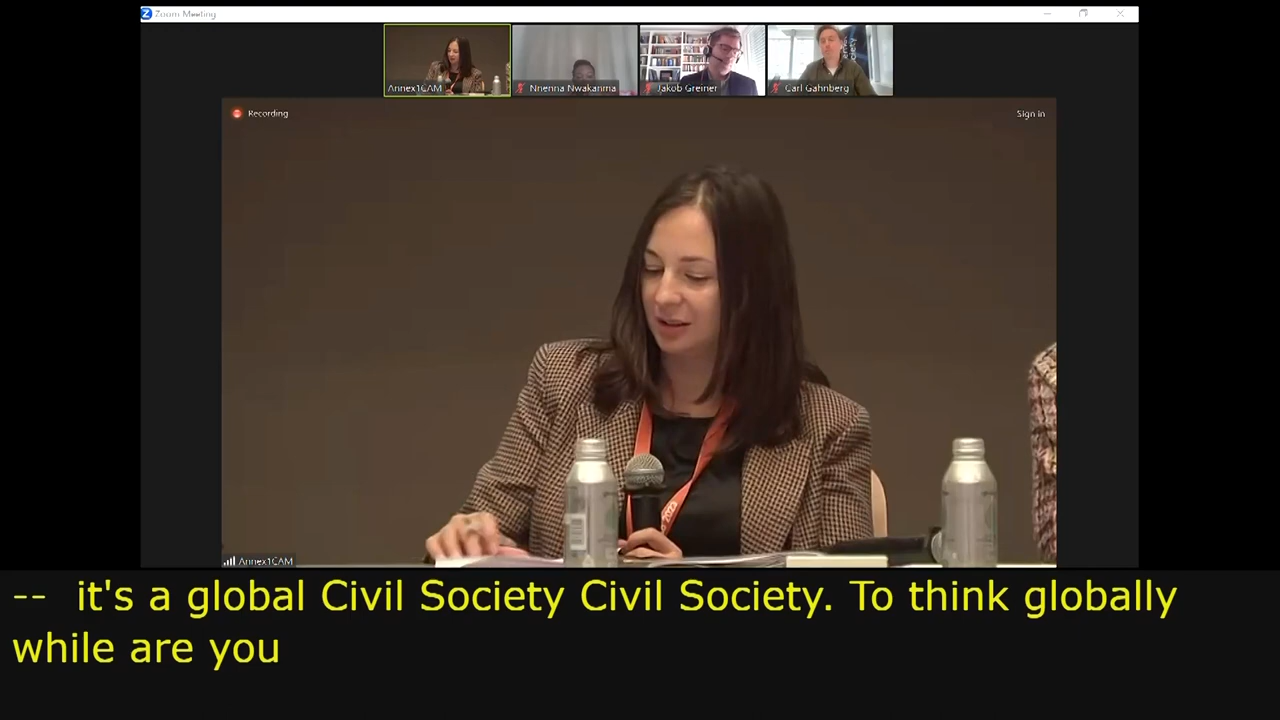 Zoom Meeting
Annex1CAM
Nnenna Nwakanma
Jakob Greiner
Carl Gahnberg
Recording
Sign in
2023
Annex1CAM
-- it's a global Civil Society Civil Society. To think globally
while are you